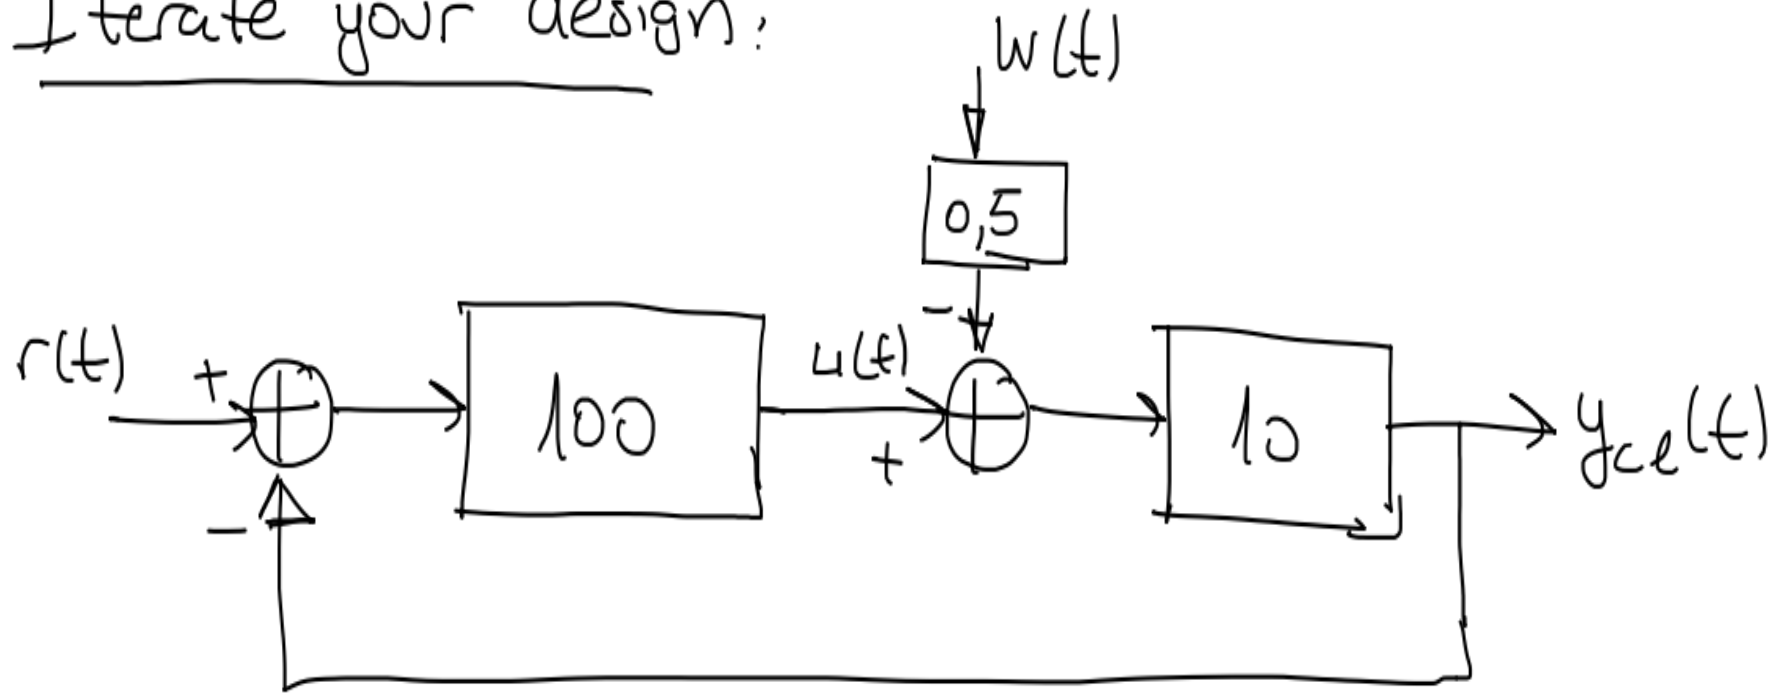 Iterate your design:
w(t)
0,5
-
r(t) + 100 u(t) + 10 y_cl(t)
-